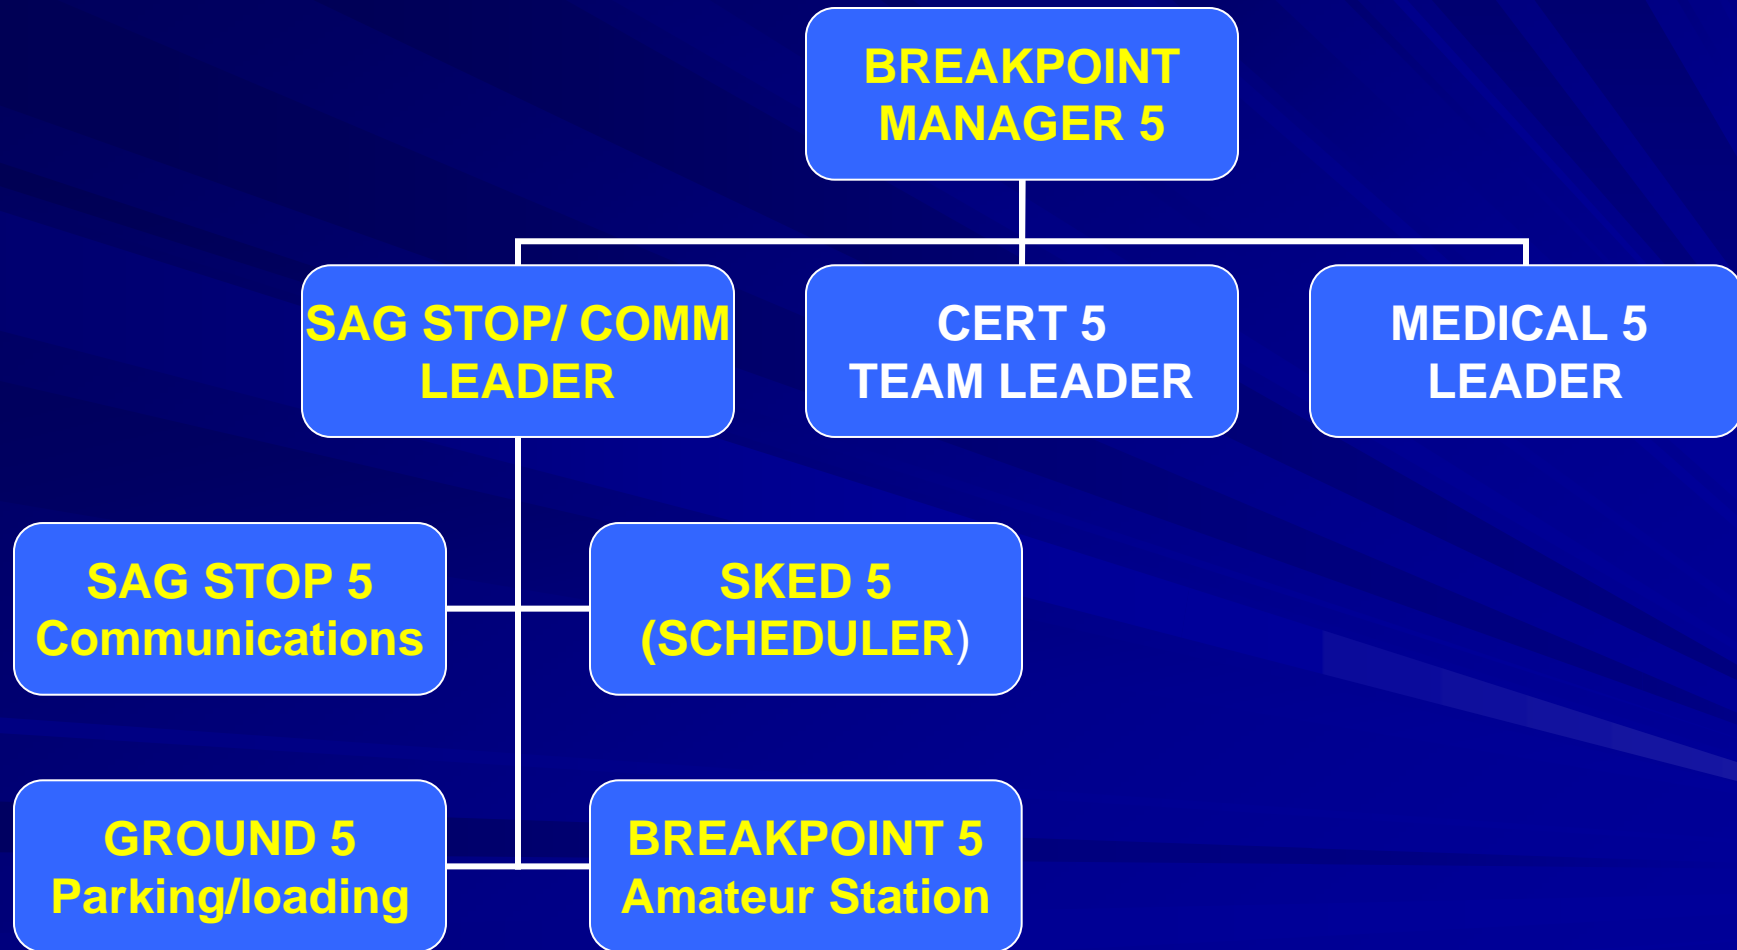 BREAKPOINT
MANAGER 5
SAG STOP/ COMM
LEADER
CERT 5
TEAM LEADER
MEDICAL 5
LEADER
SAG STOP 5
Communications
SKED 5
(SCHEDULER)
GROUND 5
Parking/loading
BREAKPOINT 5
Amateur Station